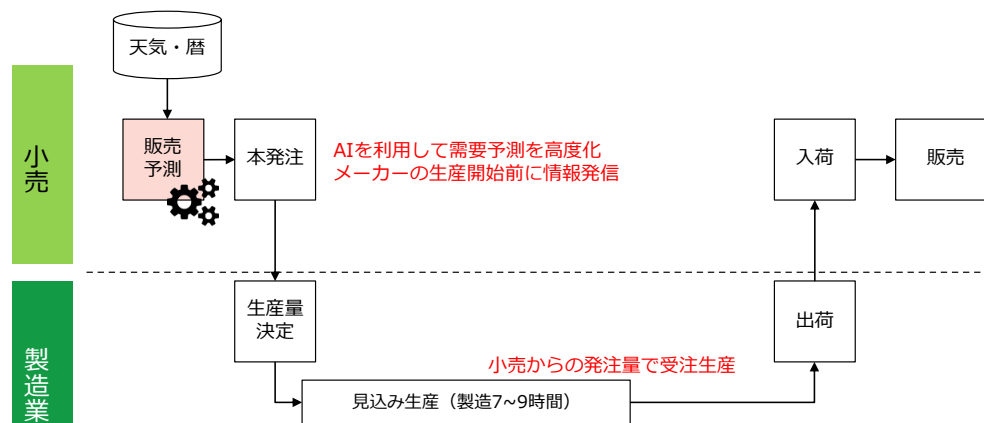 天気・暦
小売
販売
予測
本発注
AIを利用して需要予測を高度化
メーカーの生産開始前に情報発信
入荷
販売
製造業
生産量
決定
出荷
小売からの発注量で受注生産
見込み生産（製造7~9時間）